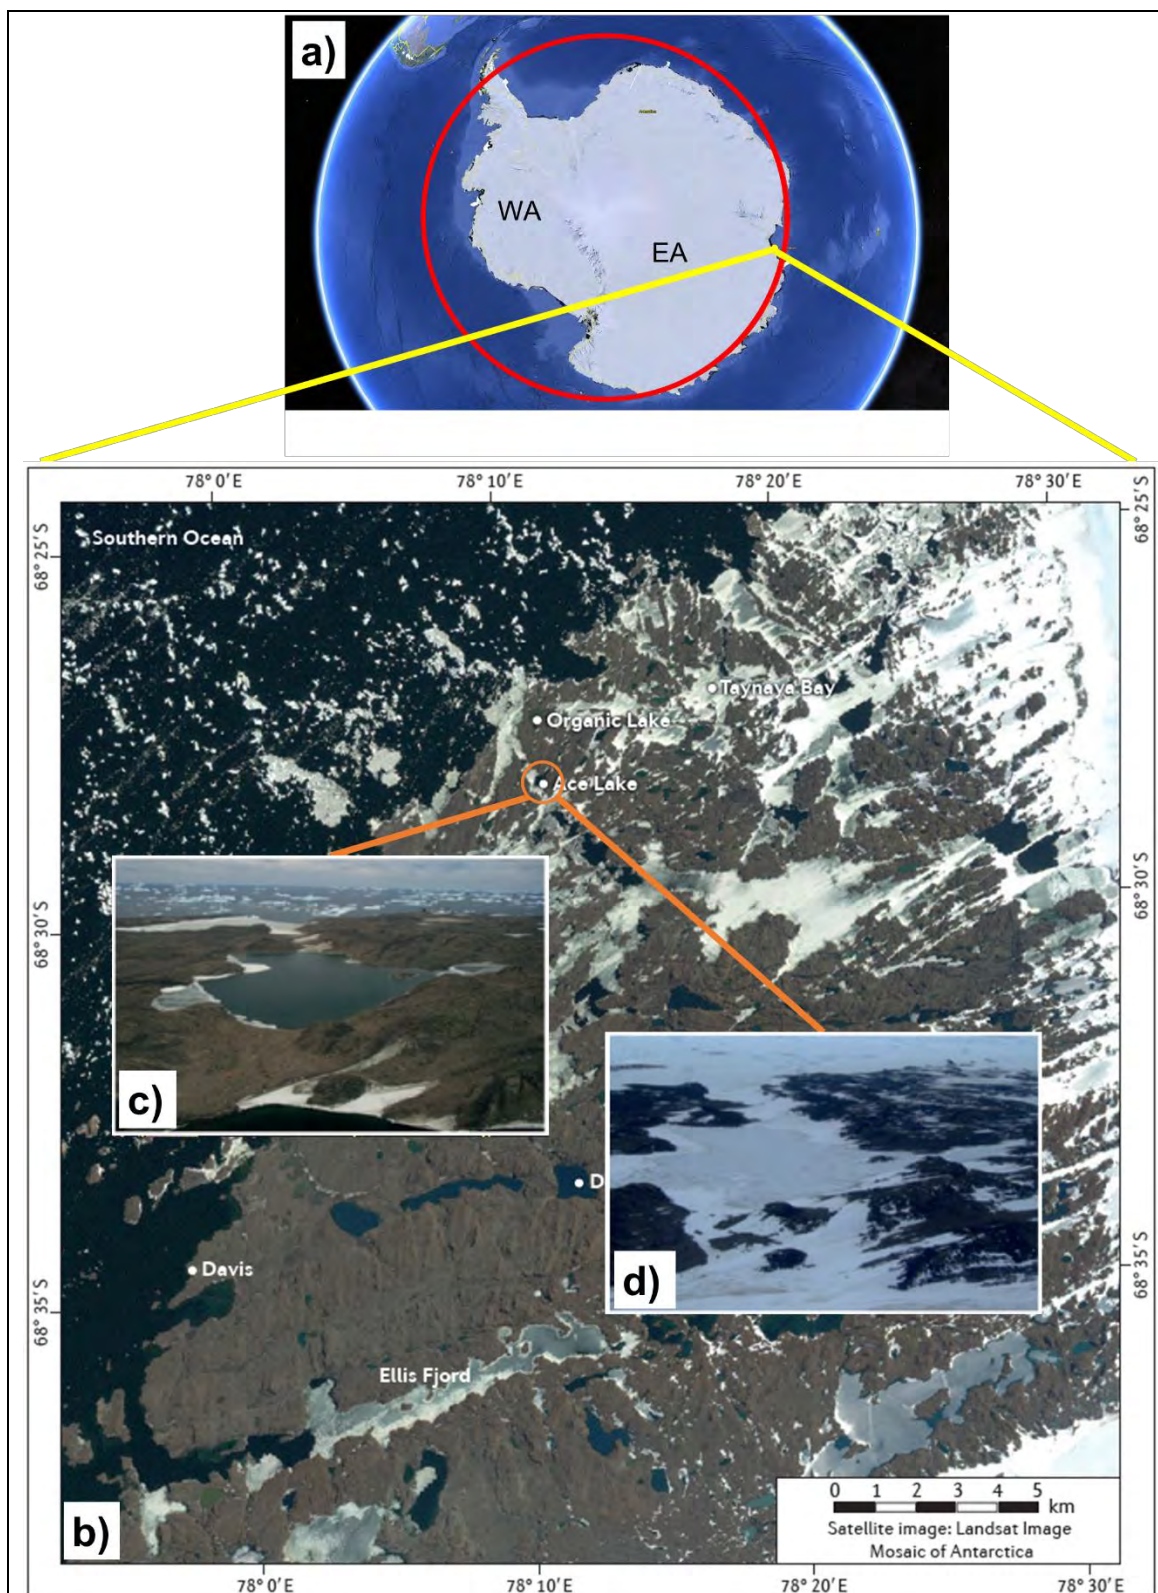 a)
WA
EA
78°0′E
78°10′E
78°20′E
78°30′E
68°25′S
68°25′S
Southern Ocean
Taynaya Bay
Organic Lake
Ace Lake
68°30′S
68°30′S
c)
D
d)
Davis
68°35′S
68°35′S
Ellis Fjord
0 1 2 3 4 5
km
Satellite image: Landsat Image
Mosaic of Antarctica
b)
78°0′E
78°10′E
78°20′E
78°30′E